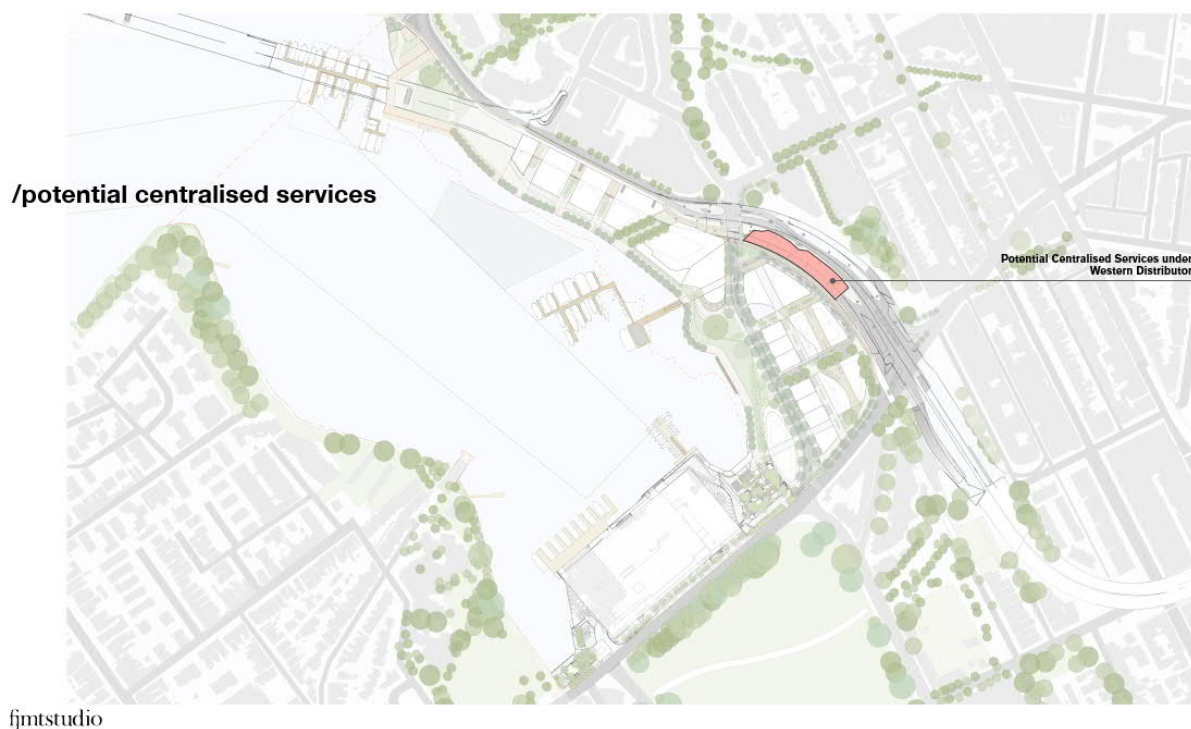 /potential centralised services
Potential Centralised Services under
Western Distributor
fjmtstudio